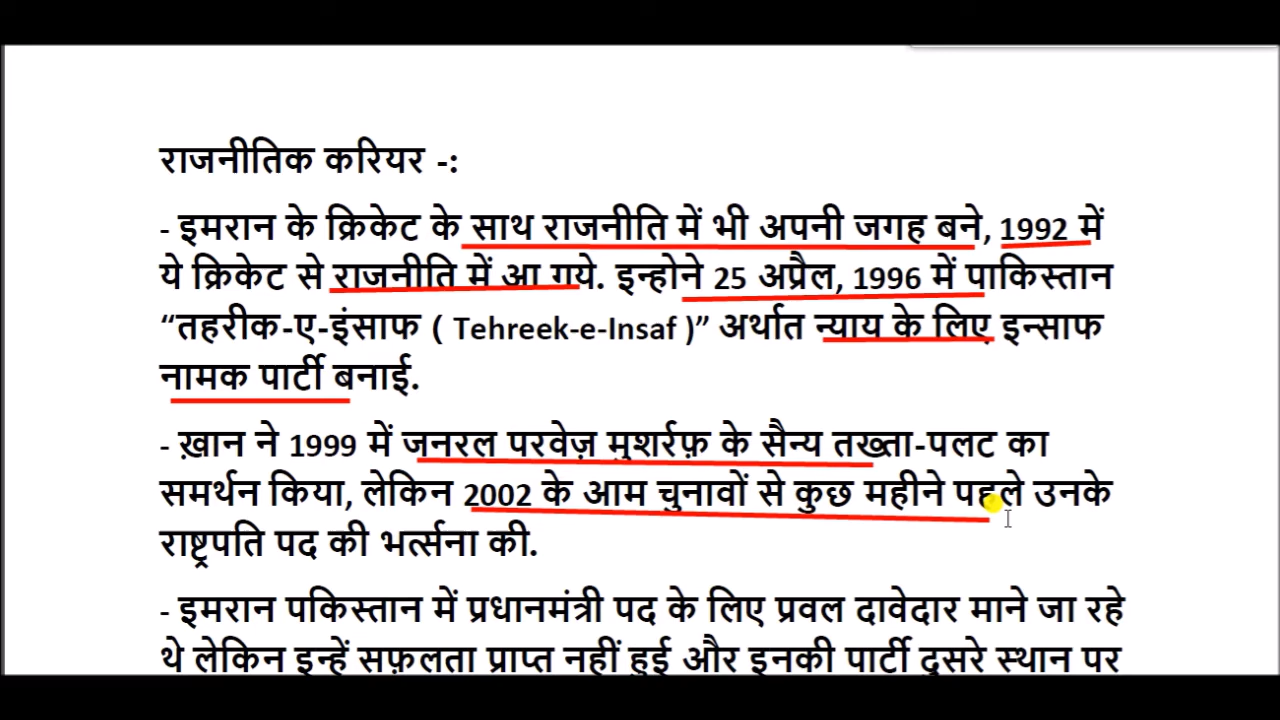 राजनीतिक करियर -:
- इमरान के क्रिकेट के साथ राजनीति में भी अपनी जगह बने, 1992 में
ये क्रिकेट से राजनीति में आ गये. इन्होने 25 अप्रैल, 1996 में पाकिस्तान
“तहरीक-ए-इंसाफ ( Tehreek-e-Insaf )” अर्थात न्याय के लिए इन्साफ
नामक पार्टी बनाई.
- ख़ान ने 1999 में जनरल परवेज़ मुशर्रफ़ के सैन्य तख्ता-पलट का
समर्थन किया, लेकिन 2002 के आम चुनावों से कुछ महीने पहले उनके
राष्ट्रपति पद की भर्त्सना की.
- इमरान पकिस्तान में प्रधानमंत्री पद के लिए प्रवल दावेदार माने जा रहे
थे लेकिन इन्हें सफ़लता प्राप्त नहीं हुई और इनकी पार्टी दुसरे स्थान पर